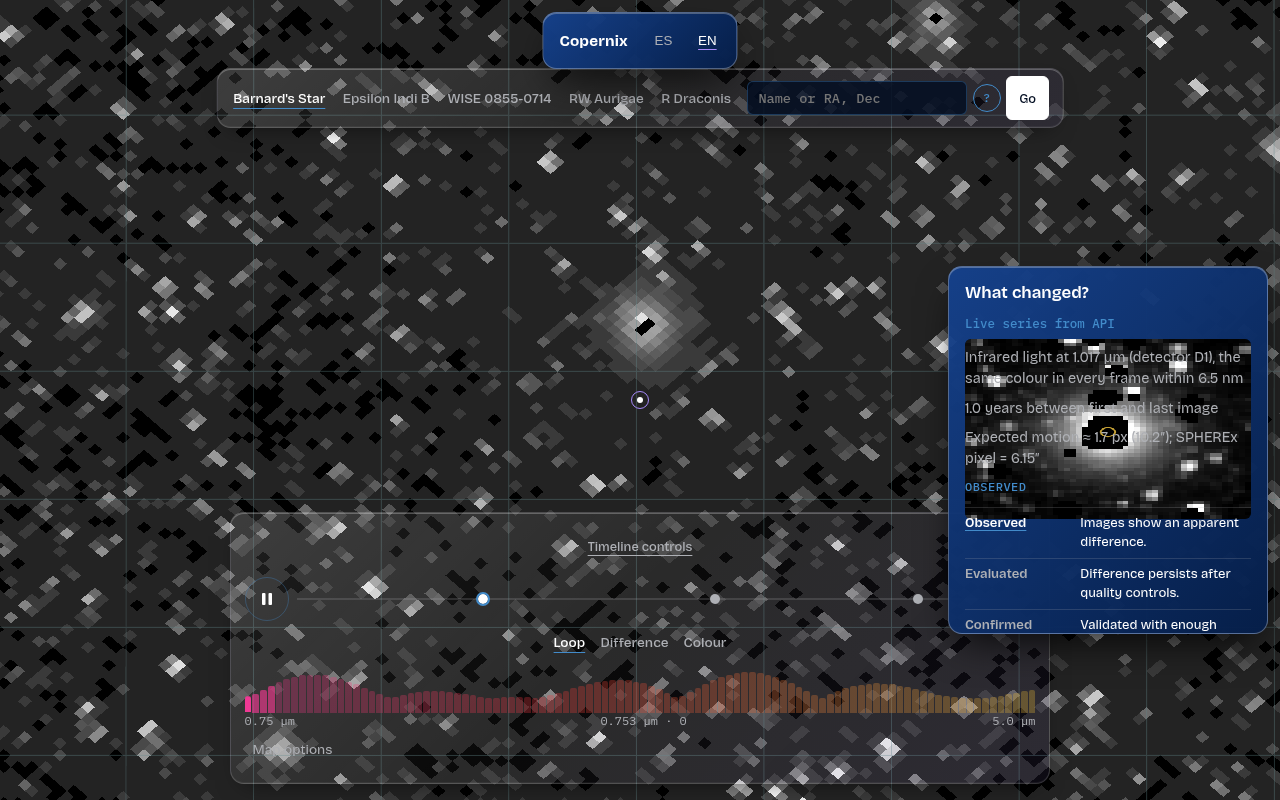 Copernix ES EN
Barnard's Star Epsilon Indi B WISE 0855-0714 RW Aurigae R Draconis Name or RA, Dec ? Go
What changed?
Live series from API
Infrared light at 1.017 µm (detector D1), the
same colour in every frame within 6.5 nm
1.0 years between first and last image
Expected motion ≈ 1.7 px (10.2″); SPHEREx
pixel = 6.15″
OBSERVED
Observed Images show an apparent
difference.
Evaluated Difference persists after
quality controls.
Confirmed Validated with enough
Timeline controls
Loop Difference Colour
0.75 µm 0.753 µm · 0 5.0 µm
Map options